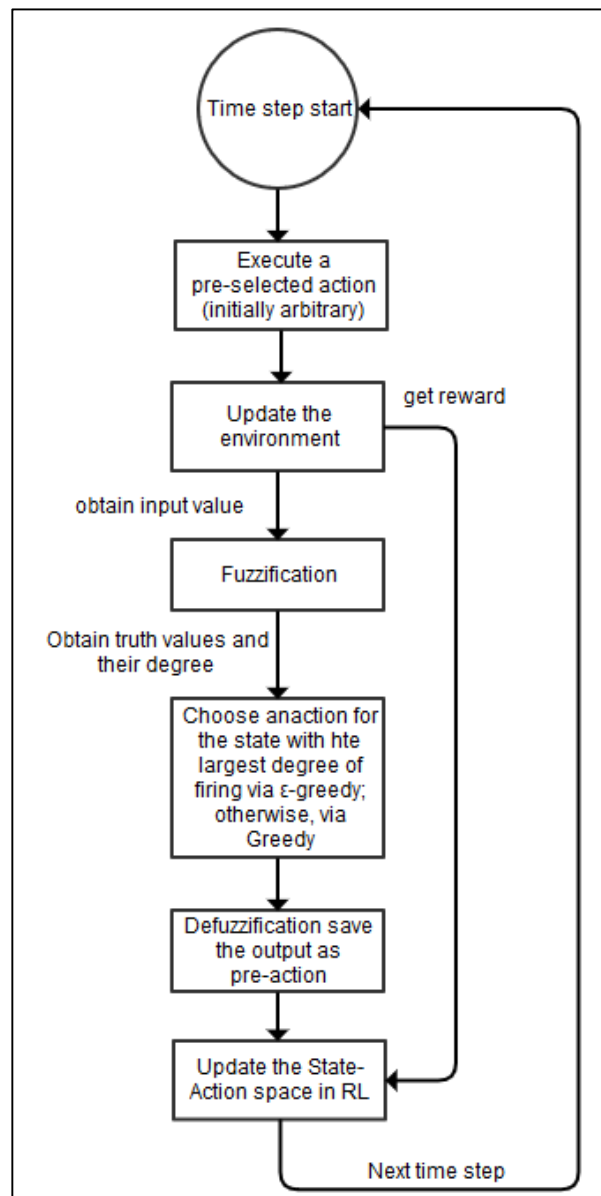 Time step start
Execute a
pre-selected action
(initially arbitrary)
Update the
environment
get reward
obtain input value
Fuzzification
Obtain truth values and
their degree
Choose anaction for
the state with hte
largest degree of
firing via ε-greedy;
otherwise, via
Greedy
Defuzzification save
the output as
pre-action
Update the State-
Action space in RL
Next time step